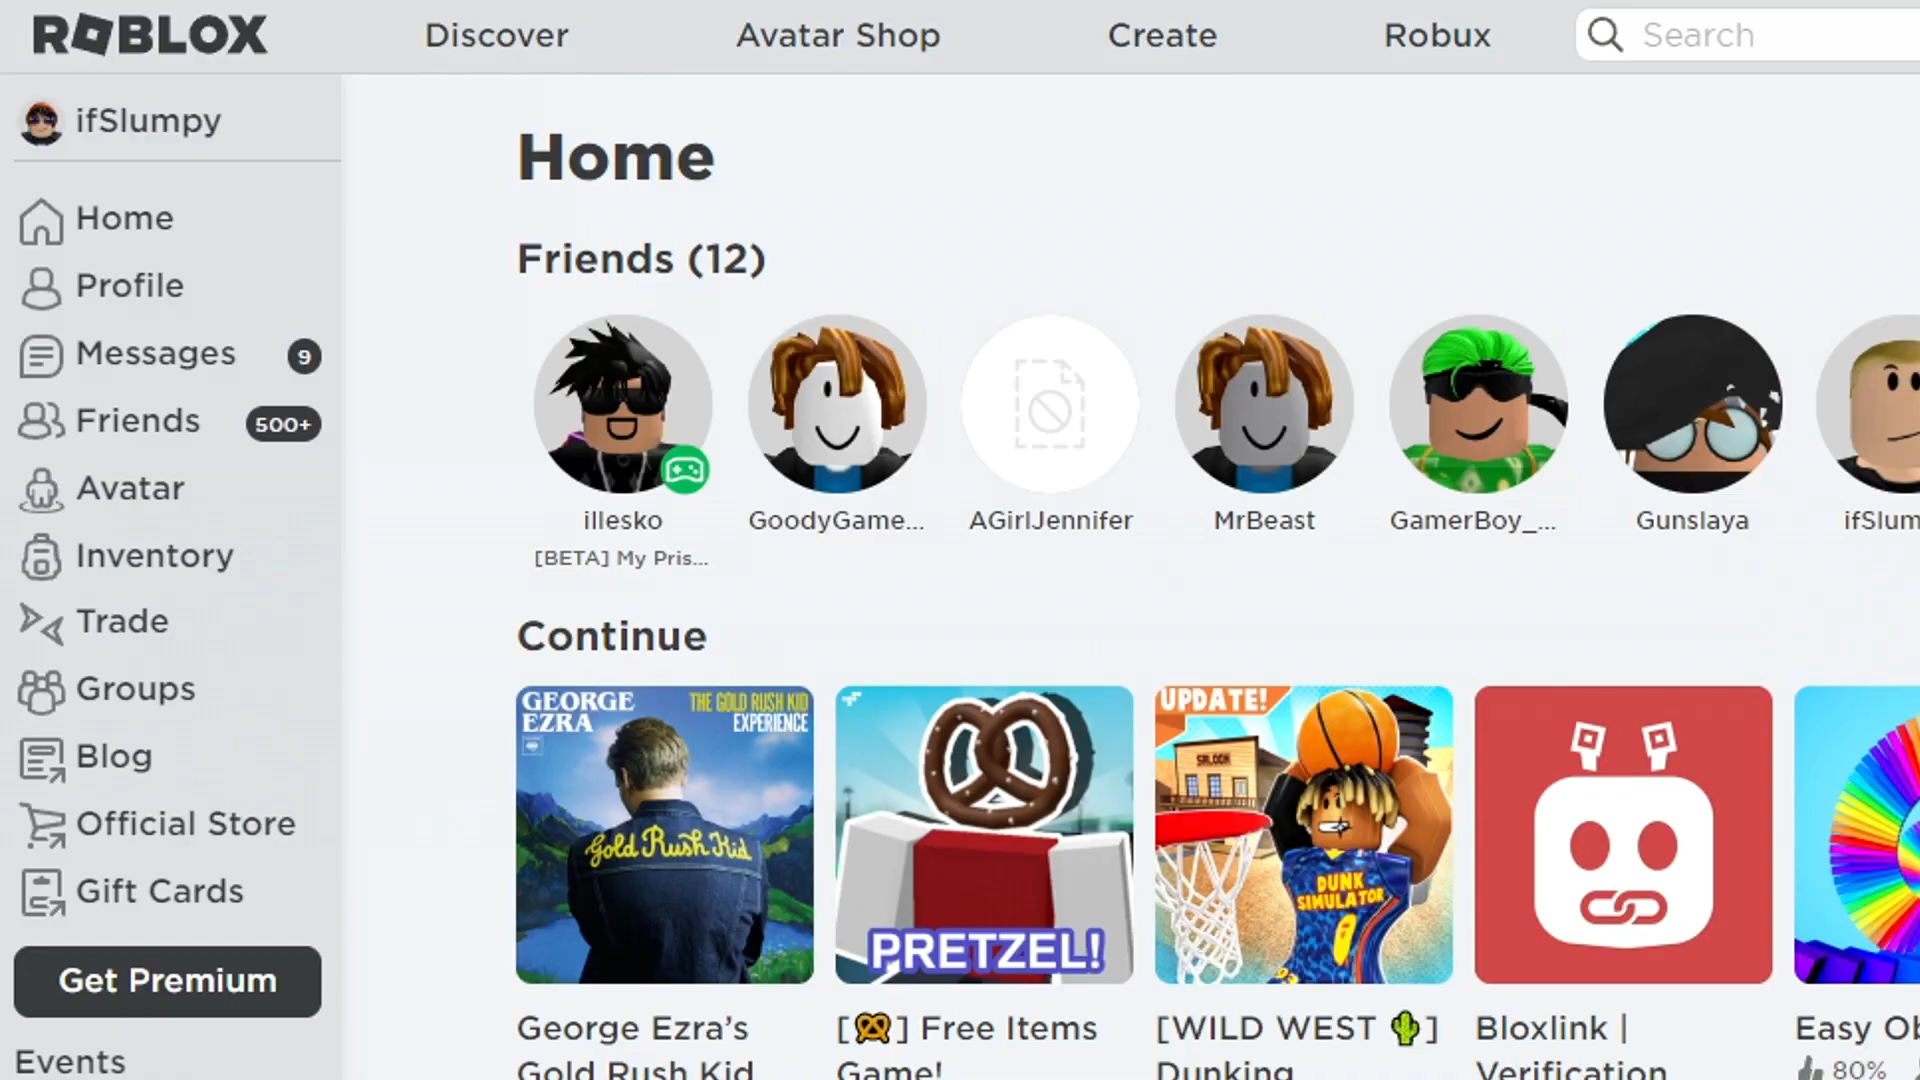 ROBLOX
Discover
Avatar Shop
Create
Robux
Search
ifSlumpy
Home
Profile
Messages
9
Friends
500+
Avatar
Inventory
Trade
Groups
Blog
Official Store
Gift Cards
Get Premium
Events
Home
Friends (12)
illesko
[BETA] My Pris...
GoodyGame...
AGirlJennifer
MrBeast
GamerBoy_...
Gunslaya
ifSlum
Continue
GEORGE
EZRA
THE GOLD RUSH KID
EXPERIENCE
Gold Rush Kid
PRETZEL!
UPDATE!
SALOON
DUNK
SIMULATOR
George Ezra's
Gold Rush Kid
[🥨] Free Items
Game!
[WILD WEST 🌵]
Dunking
Bloxlink |
Verification
Easy Ob
80%